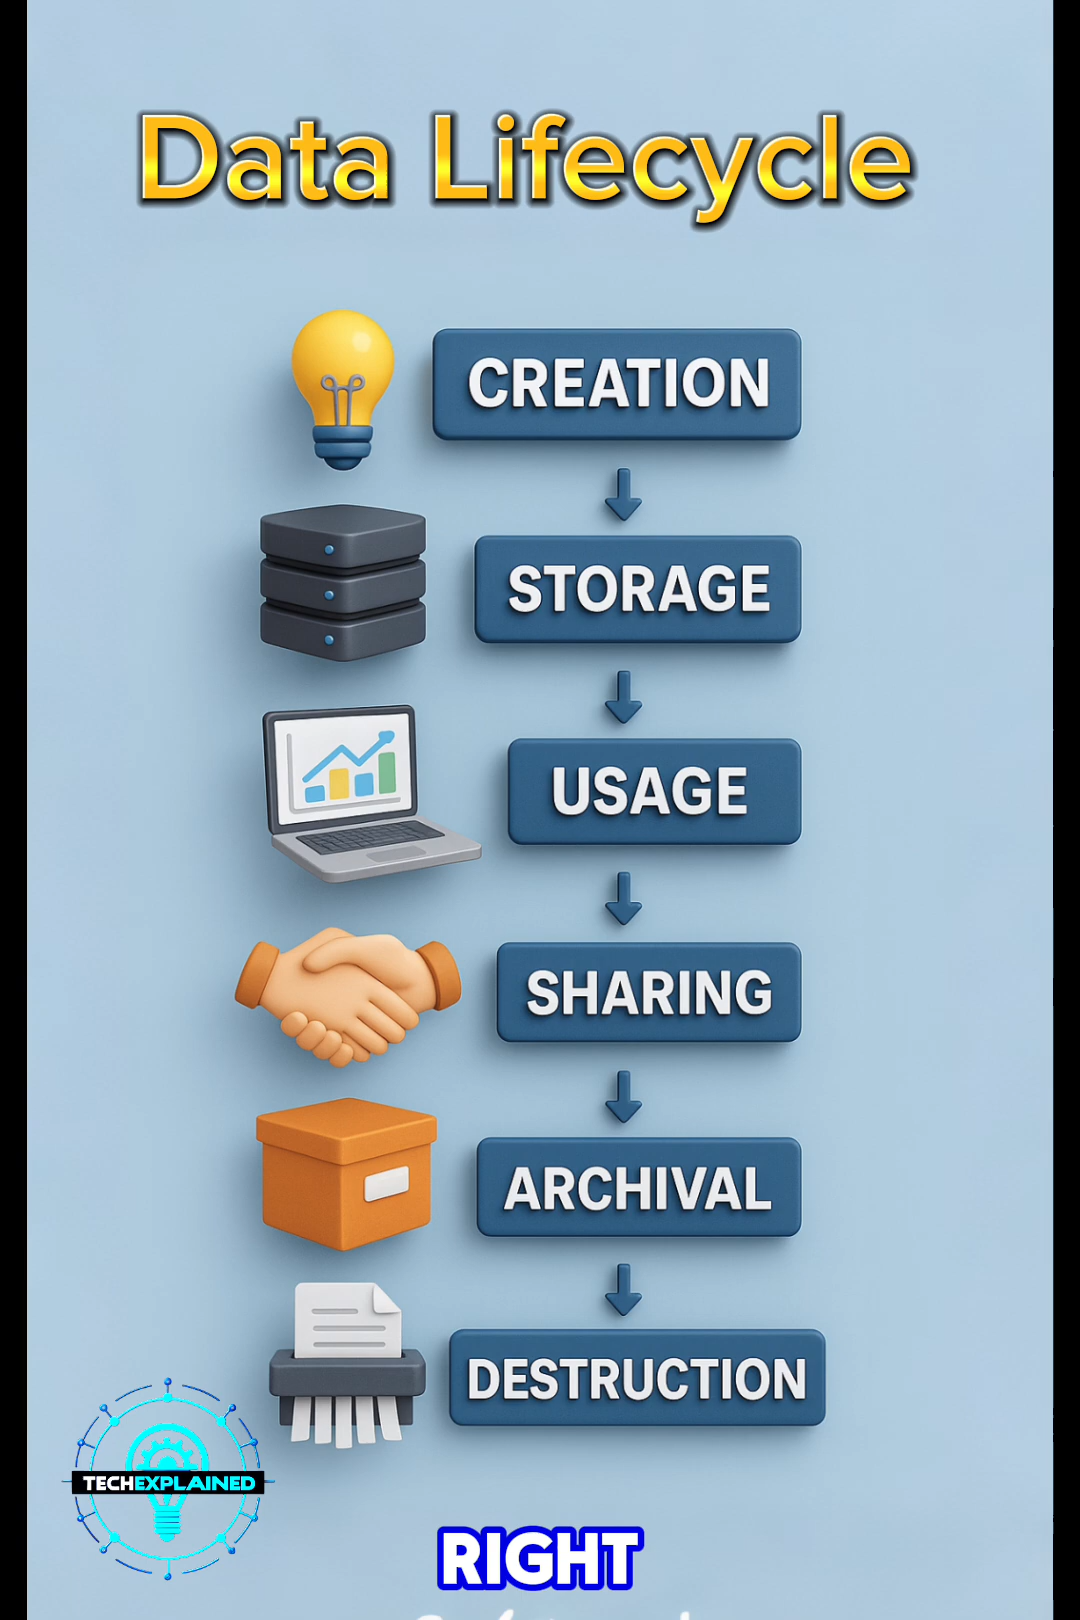 Data Lifecycle
CREATION
STORAGE
USAGE
SHARING
ARCHIVAL
DESTRUCTION
TECHEXPLAINED
RIGHT